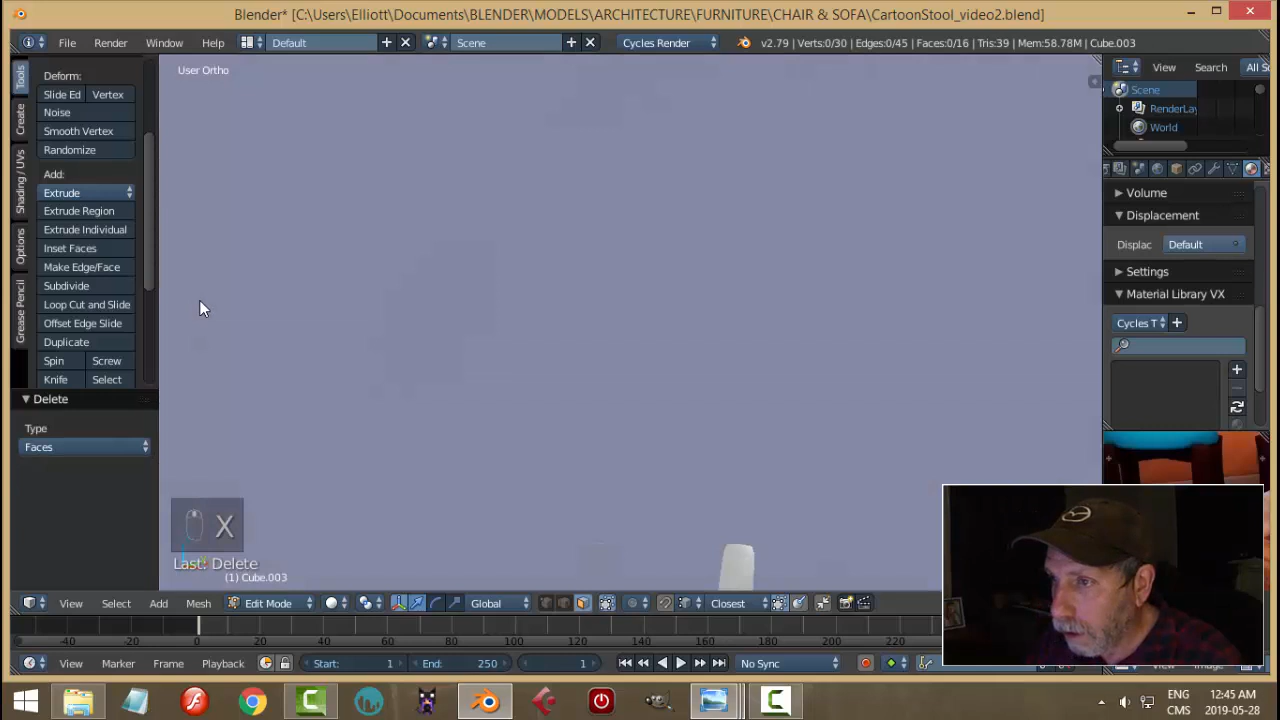 Blender* [C:\Users\Elliott\Documents\BLENDER\MODELS\ARCHITECTURE\FURNITURE\CHAIR & SOFA\CartoonStool_video2.blend]
File Render Window Help Default Scene Cycles Render v2.79 | Verts:0/30 | Edges:0/45 | Faces:0/16 | Tris:39 | Mem:58.78M | Cube.003
Tools
Create
Shading / UVs
Options
Grease Pencil
Deform:
Slide Ed Vertex
Noise
Smooth Vertex
Randomize
Add:
Extrude
Extrude Region
Extrude Individual
Inset Faces
Make Edge/Face
Subdivide
Loop Cut and Slide
Offset Edge Slide
Duplicate
Spin Screw
Knife Select
Delete
Type
Faces
User Ortho
X
Last: Delete
(1) Cube.003
View Search All S
Scene
RenderLay
World
Volume
Displacement
Displac Default
Settings
Material Library VX
Cycles T
View Select Add Mesh Edit Mode Global Closest
-40 -20 0 20 40 60 80 100 120 140 160 180 200 220
View Marker Frame Playback Start: 1 End: 250 1 No Sync
ENG 12:45 AM
CMS 2019-05-28